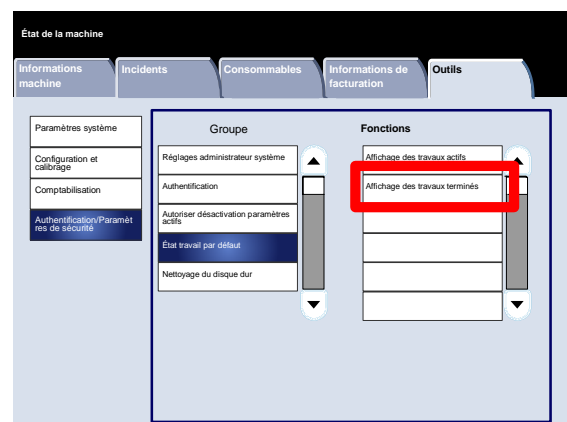 État de la machine
Informations
machine
Incidents
Consommables
Informations de
facturation
Outils
Paramètres système
Configuration et
calibrage
Comptabilisation
Authentification/Paramèt
res de sécurité
Groupe
Réglages administrateur système
Authentification
Autoriser désactivation paramètres
actifs
État travail par défaut
Nettoyage du disque dur
Fonctions
Affichage des travaux actifs
Affichage des travaux terminés